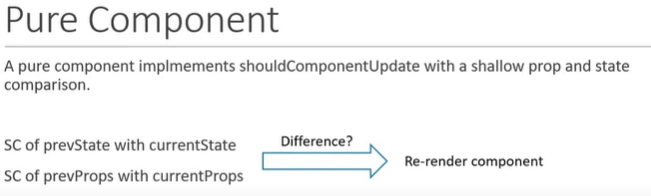 Pure Component
A pure component implmements shouldComponentUpdate with a shallow prop and state
comparison.
SC of prevState with currentState
Difference?
SC of prevProps with currentProps
Re-render component